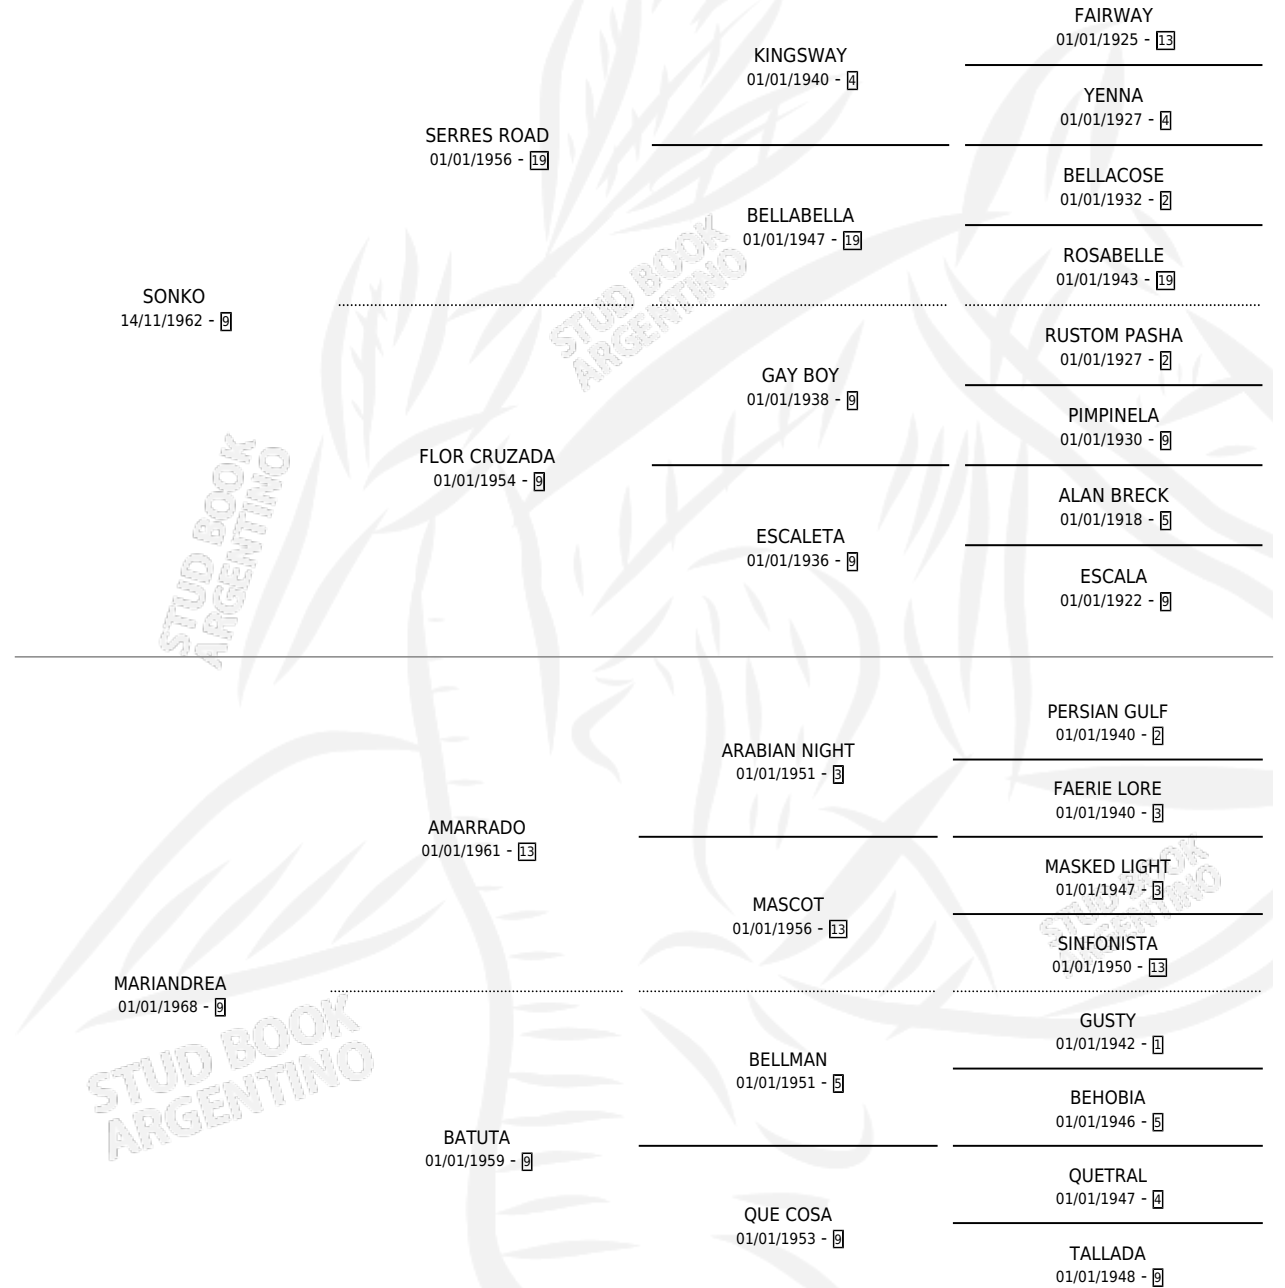 FAIRWAY
01/01/1925 - 13
KINGSWAY
01/01/1940 - 4
YENNA
01/01/1927 - 4
SERRES ROAD
01/01/1956 - 19
BELLACOSE
01/01/1932 - 2
BELLABELLA
01/01/1947 - 19
ROSABELLE
01/01/1943 - 19
SONKO
14/11/1962 - 9
RUSTOM PASHA
01/01/1927 - 2
GAY BOY
01/01/1938 - 9
PIMPINELA
01/01/1930 - 9
FLOR CRUZADA
01/01/1954 - 9
ALAN BRECK
01/01/1918 - 5
ESCALETA
01/01/1936 - 9
ESCALA
01/01/1922 - 9
STUD BOOK
ARGENTINO
STUD BOOK
ARGENTINO
PERSIAN GULF
01/01/1940 - 2
ARABIAN NIGHT
01/01/1951 - 3
FAERIE LORE
01/01/1940 - 3
AMARRADO
01/01/1961 - 13
MASKED LIGHT
01/01/1947 - 3
MASCOT
01/01/1956 - 13
SINFONISTA
01/01/1950 - 13
MARIANDREA
01/01/1968 - 9
GUSTY
01/01/1942 - 1
BELLMAN
01/01/1951 - 5
BEHOBIA
01/01/1946 - 5
BATUTA
01/01/1959 - 9
QUETRAL
01/01/1947 - 4
QUE COSA
01/01/1953 - 9
TALLADA
01/01/1948 - 9
STUD BOOK
ARGENTINO
STUD BOOK
ARGENTINO